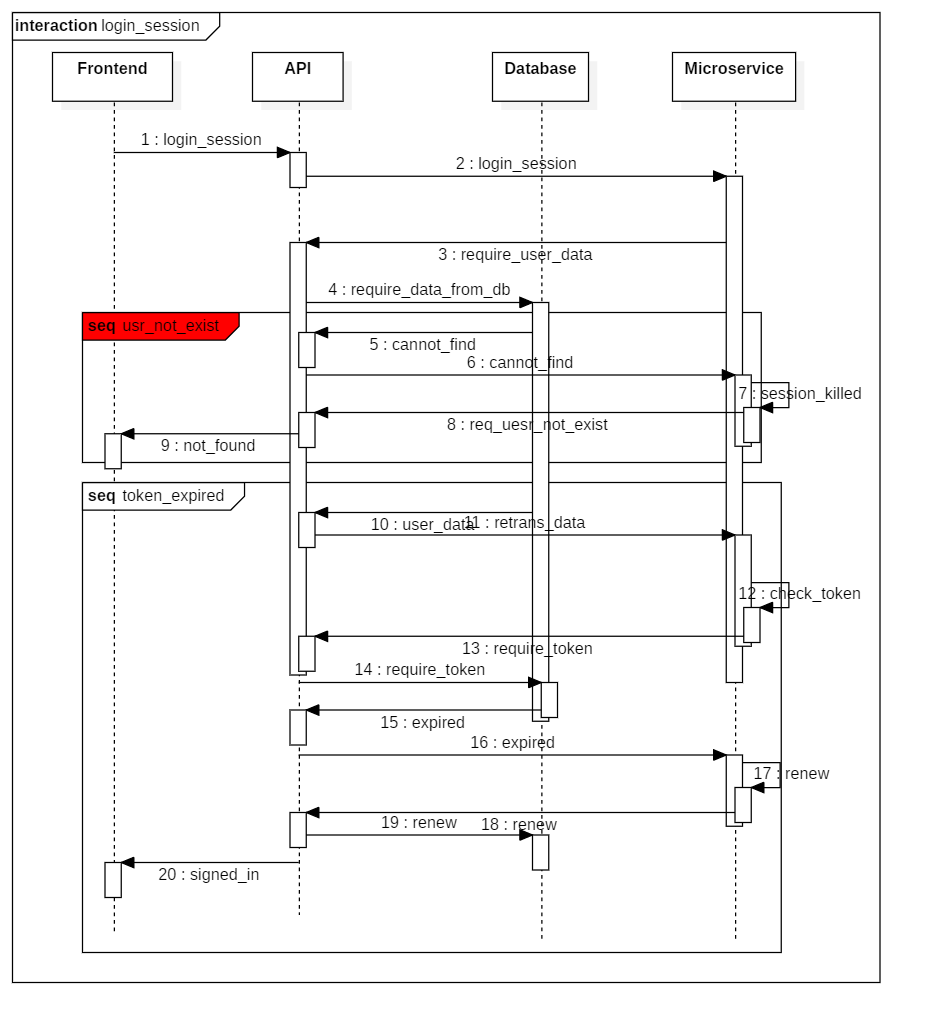 interaction login_session
Frontend
API
Database
Microservice
1 : login_session
2 : login_session
3 : require_user_data
4 : require_data_from_db
seq usr_not_exist
5 : cannot_find
6 : cannot_find
7 : session_killed
8 : req_uesr_not_exist
9 : not_found
seq token_expired
10 : user_data
11 : retrans_data
12 : check_token
13 : require_token
14 : require_token
15 : expired
16 : expired
17 : renew
18 : renew
19 : renew
20 : signed_in